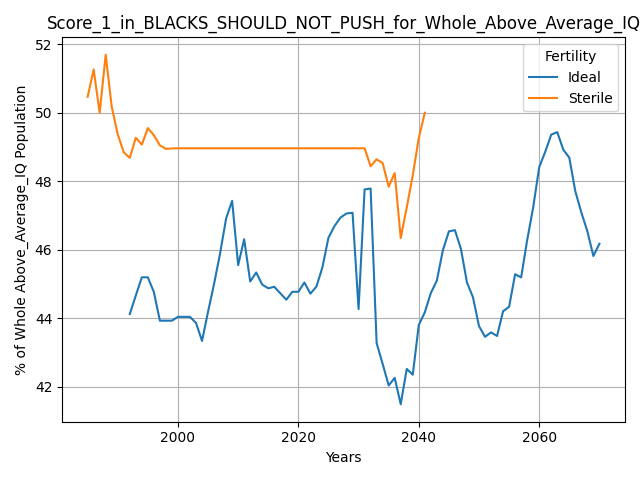 Score_1_in_BLACKS_SHOULD_NOT_PUSH_for_Whole_Above_Average_IQ
52
50
48
46
44
42
% of Whole Above_Average_IQ Population
Fertility
Ideal
Sterile
2000 2020 2040 2060
Years